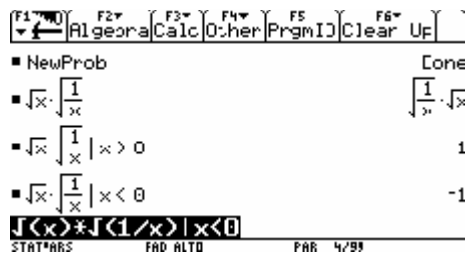 F1 F2 F3 F4 F5 F6
Algebra Calc Other PrgmIO Clear Up
▪ NewProb Done
▪ √x · √(1/x) √(1/x) · √x
▪ √x · √(1/x) | x > 0 1
▪ √x · √(1/x) | x < 0 -1
√(x)*√(1/x)|x<0
STAT*ARS RAD AUTO PAR 4/99